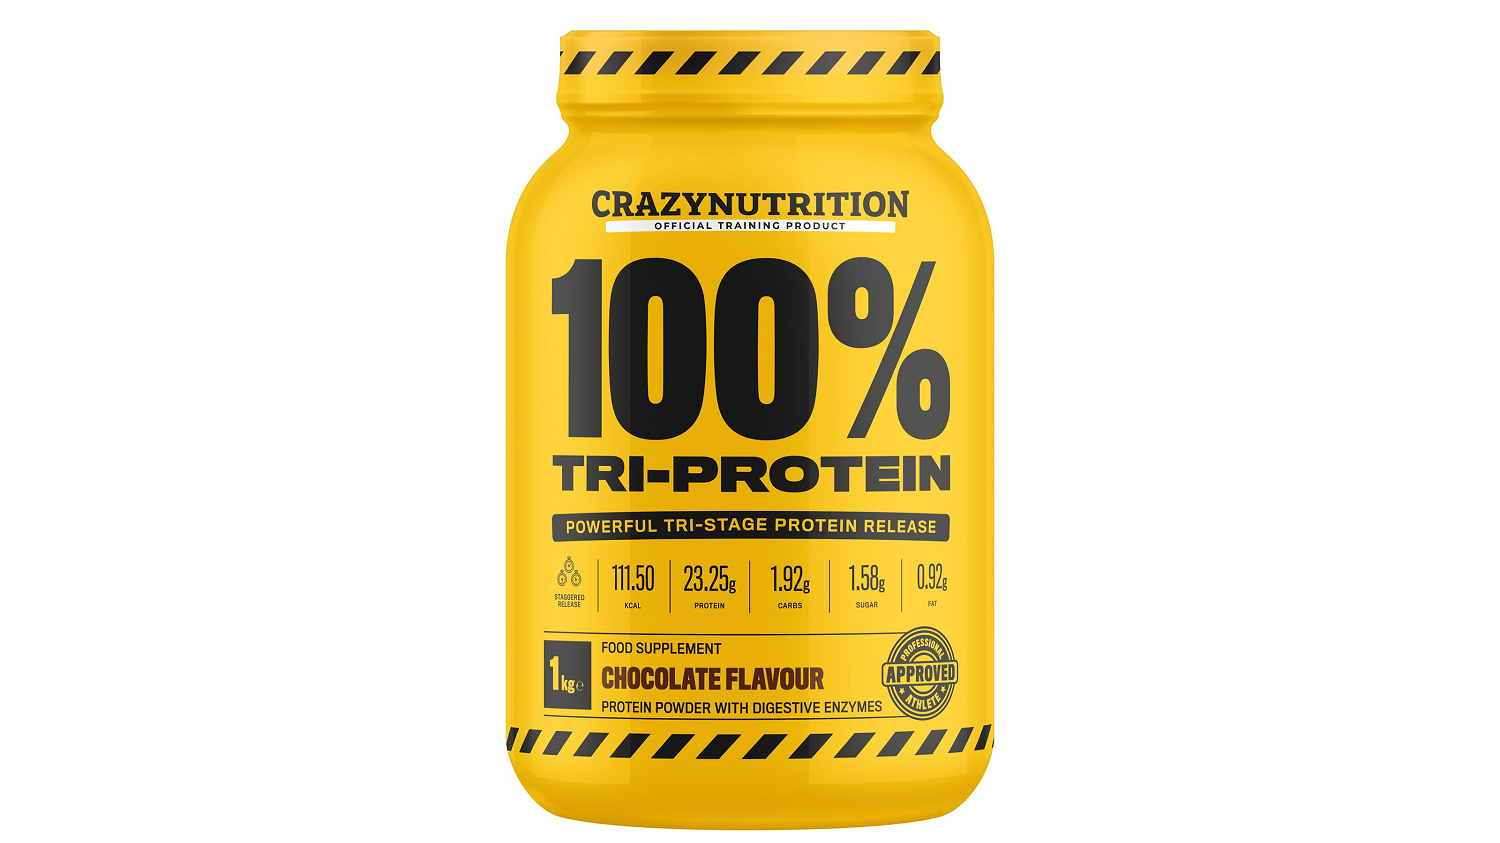 CRAZYNUTRITION
OFFICIAL TRAINING PRODUCT
100%
TRI-PROTEIN
POWERFUL TRI-STAGE PROTEIN RELEASE
STAGGERED
RELEASE
111.50
KCAL
23.25g
PROTEIN
1.92g
CARBS
1.58g
SUGAR
0.92g
FAT
1kg℮
FOOD SUPPLEMENT
CHOCOLATE FLAVOUR
PROTEIN POWDER WITH DIGESTIVE ENZYMES
PROFESSIONAL
APPROVED
ATHLETE